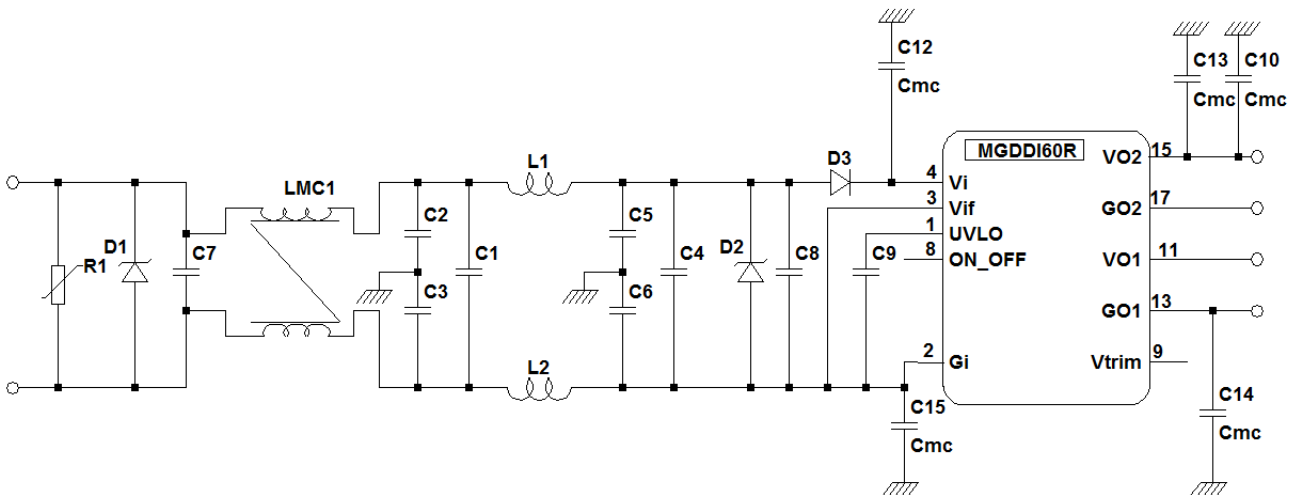 C12
Cmc
C13
Cmc
C10
Cmc
MGDDI60R
L1
D3
LMC1
C2
C5
R1
D1
C7
C3
C1
C6
C4
D2
C8
C9
4
Vi
3
Vif
1
UVLO
8
ON_OFF
2
Gi
VO2
15
GO2
17
VO1
11
GO1
13
Vtrim
9
L2
C15
Cmc
C14
Cmc